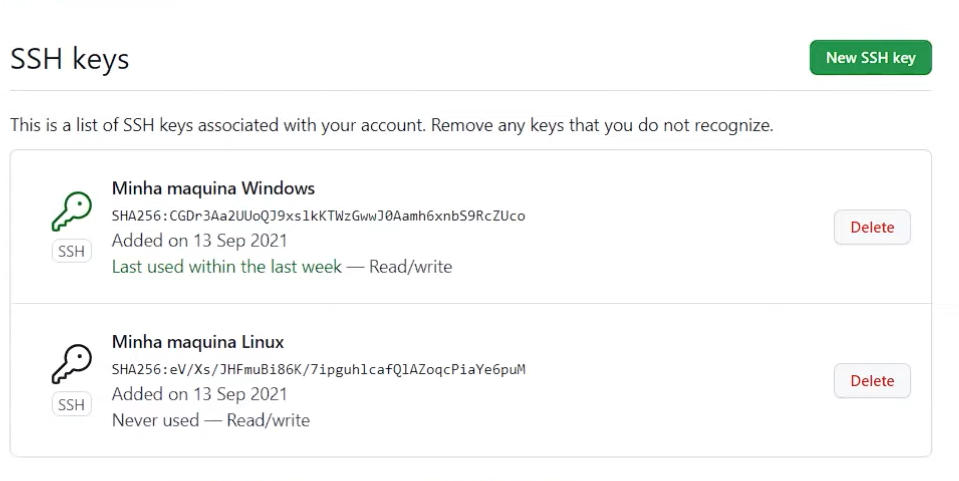 SSH keys
New SSH key
This is a list of SSH keys associated with your account. Remove any keys that you do not recognize.
Minha maquina Windows
SHA256:CGDr3Aa2UUoQJ9xslkKTWzGwwJ0Aamh6xnbS9RcZUco
SSH
Added on 13 Sep 2021
Last used within the last week — Read/write
Delete
Minha maquina Linux
SHA256:eV/Xs/JHFmuBi86K/7ipguhlcafQlAZoqcPiaYe6puM
SSH
Added on 13 Sep 2021
Never used — Read/write
Delete